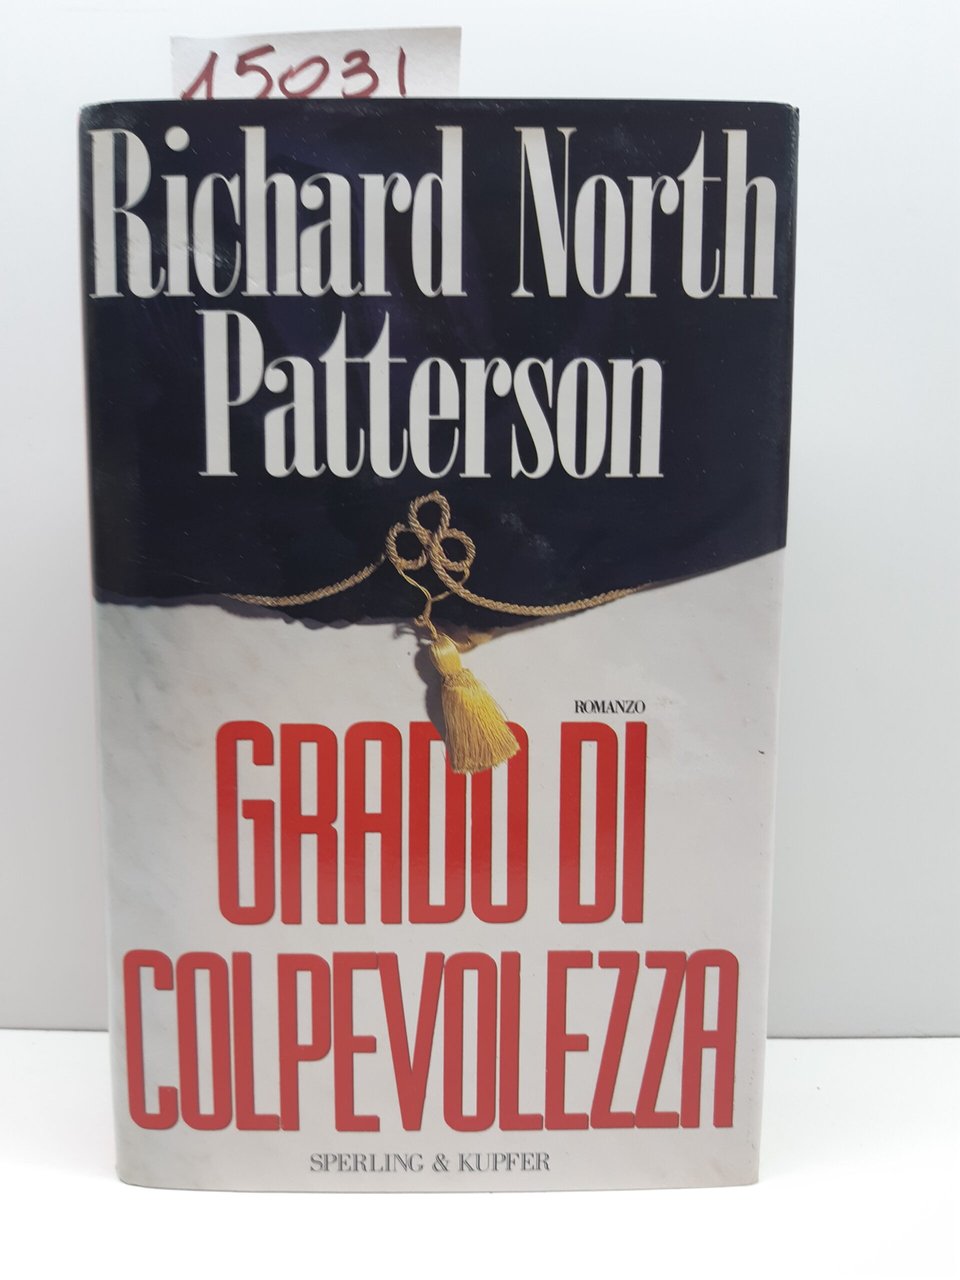 15031
Richard North
Patterson
ROMANZO
GRADO DI
COLPEVOLEZZA
SPERLING & KUPFER